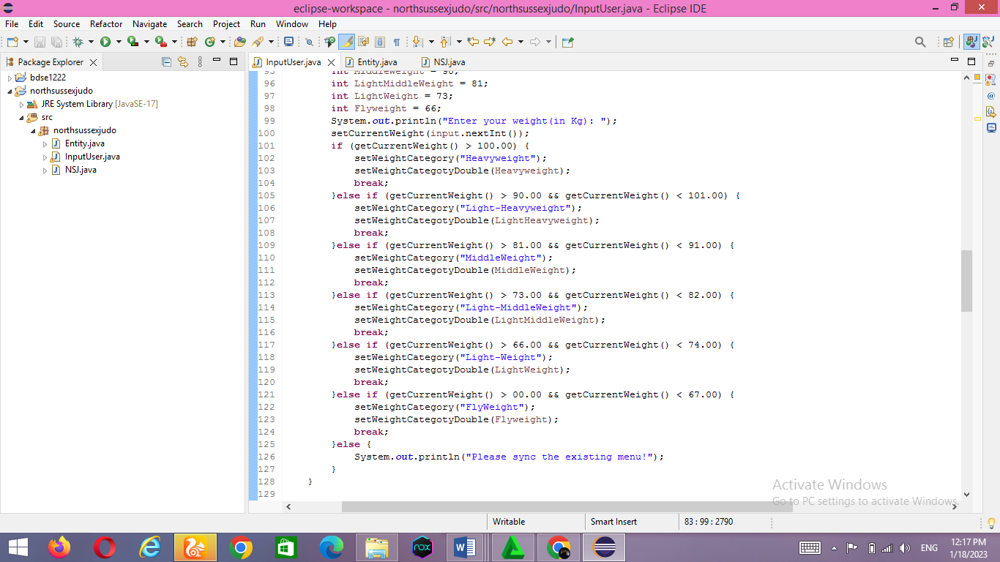 eclipse-workspace - northsussexjudo/src/northsussexjudo/InputUser.java - Eclipse IDE
File Edit Source Refactor Navigate Search Project Run Window Help
Package Explorer
InputUser.java Entity.java NSJ.java
bdse1222
northsussexjudo
JRE System Library [JavaSE-17]
src
northsussexjudo
Entity.java
InputUser.java
NSJ.java
95 int MiddleWeight = 90;
96 int LightMiddleWeight = 81;
97 int LightWeight = 73;
98 int Flyweight = 66;
99 System.out.println("Enter your weight(in Kg): ");
100 setCurrentWeight(input.nextInt());
101 if (getCurrentWeight() > 100.00) {
102 setWeightCategory("Heavyweight");
103 setWeightCategotyDouble(Heavyweight);
104 break;
105 }else if (getCurrentWeight() > 90.00 && getCurrentWeight() < 101.00) {
106 setWeightCategory("Light-Heavyweight");
107 setWeightCategotyDouble(LightHeavyweight);
108 break;
109 }else if (getCurrentWeight() > 81.00 && getCurrentWeight() < 91.00) {
110 setWeightCategory("MiddleWeight");
111 setWeightCategotyDouble(MiddleWeight);
112 break;
113 }else if (getCurrentWeight() > 73.00 && getCurrentWeight() < 82.00) {
114 setWeightCategory("Light-MiddleWeight");
115 setWeightCategotyDouble(LightMiddleWeight);
116 break;
117 }else if (getCurrentWeight() > 66.00 && getCurrentWeight() < 74.00) {
118 setWeightCategory("Light-Weight");
119 setWeightCategotyDouble(LightWeight);
120 break;
121 }else if (getCurrentWeight() > 00.00 && getCurrentWeight() < 67.00) {
122 setWeightCategory("FlyWeight");
123 setWeightCategotyDouble(Flyweight);
124 break;
125 }else {
126 System.out.println("Please sync the existing menu!");
127 }
128 }
129
Activate Windows
Go to PC settings to activate Windows.
Writable Smart Insert 83 : 99 : 2790
nox
ENG
12:17 PM
1/18/2023